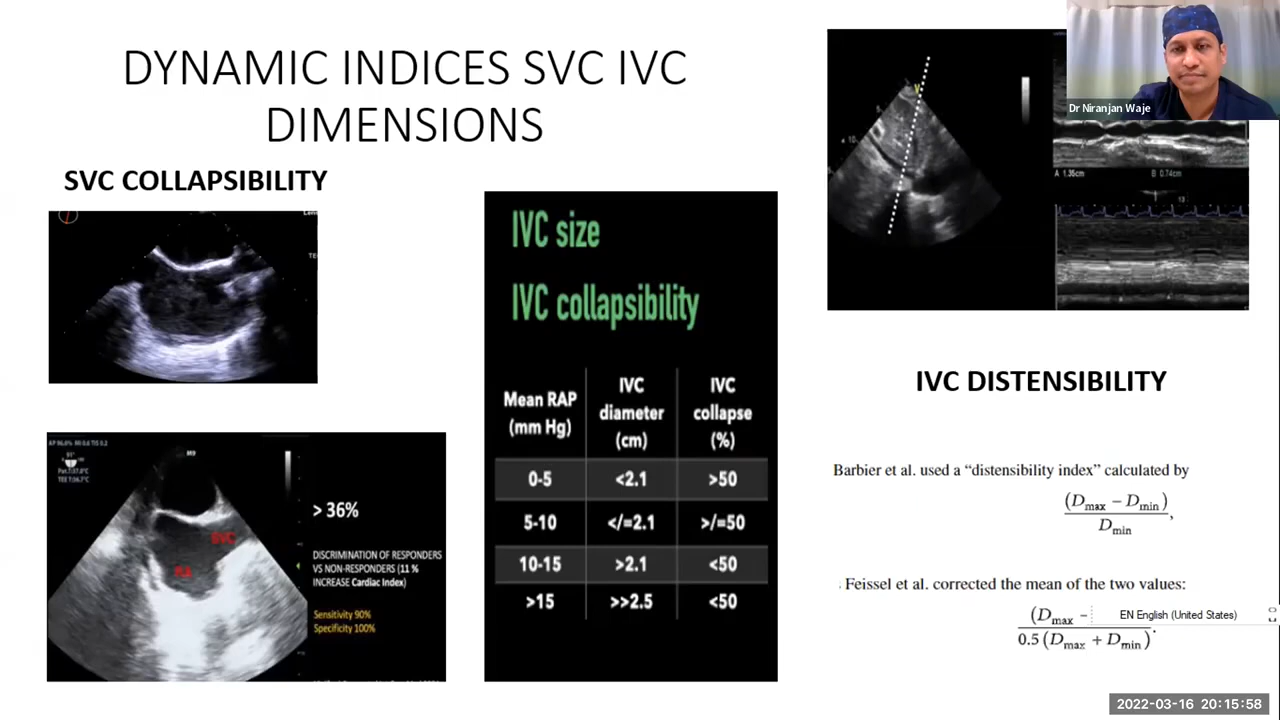 DYNAMIC INDICES SVC IVC
DIMENSIONS
SVC COLLAPSIBILITY
> 36%
DISCRIMINATION OF RESPONDERS
VS NON-RESPONDERS (11 %
INCREASE Cardiac Index)
Sensitivity 90%
Specificity 100%
SVC
RA
IVC size
IVC collapsibility
Mean RAP (mm Hg) IVC diameter (cm) IVC collapse (%)
0-5 <2.1 >50
5-10 </=2.1 >/=50
10-15 >2.1 <50
>15 >>2.5 <50
Dr Niranjan Waje
V
A 1.35cm B 0.74cm
IVC DISTENSIBILITY
Barbier et al. used a “distensibility index” calculated by
(Dmax − Dmin)
Dmin ,
Feissel et al. corrected the mean of the two values:
(Dmax −
0.5 (Dmax + Dmin) .
EN English (United States)
2022-03-16 20:15:58